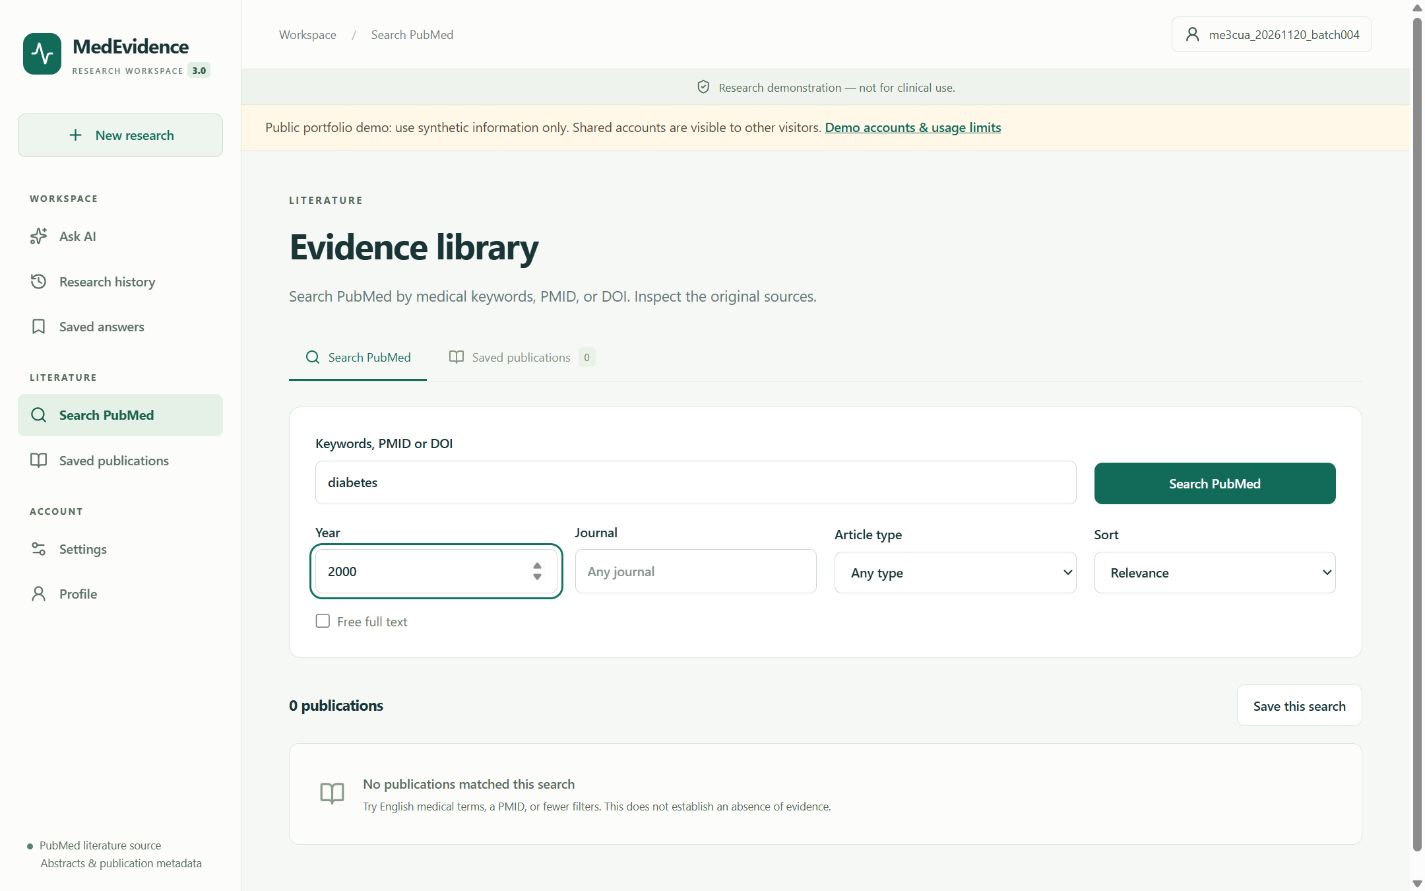 MedEvidence
RESEARCH WORKSPACE 3.0
New research
WORKSPACE
Ask AI
Research history
Saved answers
LITERATURE
Search PubMed
Saved publications
ACCOUNT
Settings
Profile
PubMed literature source
Abstracts & publication metadata
Workspace / Search PubMed
me3cua_20261120_batch004
Research demonstration — not for clinical use.
Public portfolio demo: use synthetic information only. Shared accounts are visible to other visitors. Demo accounts & usage limits
LITERATURE
Evidence library
Search PubMed by medical keywords, PMID, or DOI. Inspect the original sources.
Search PubMed
Saved publications 0
Keywords, PMID or DOI
diabetes
Search PubMed
Year
2000
Journal
Any journal
Article type
Any type
Sort
Relevance
Free full text
0 publications
Save this search
No publications matched this search
Try English medical terms, a PMID, or fewer filters. This does not establish an absence of evidence.